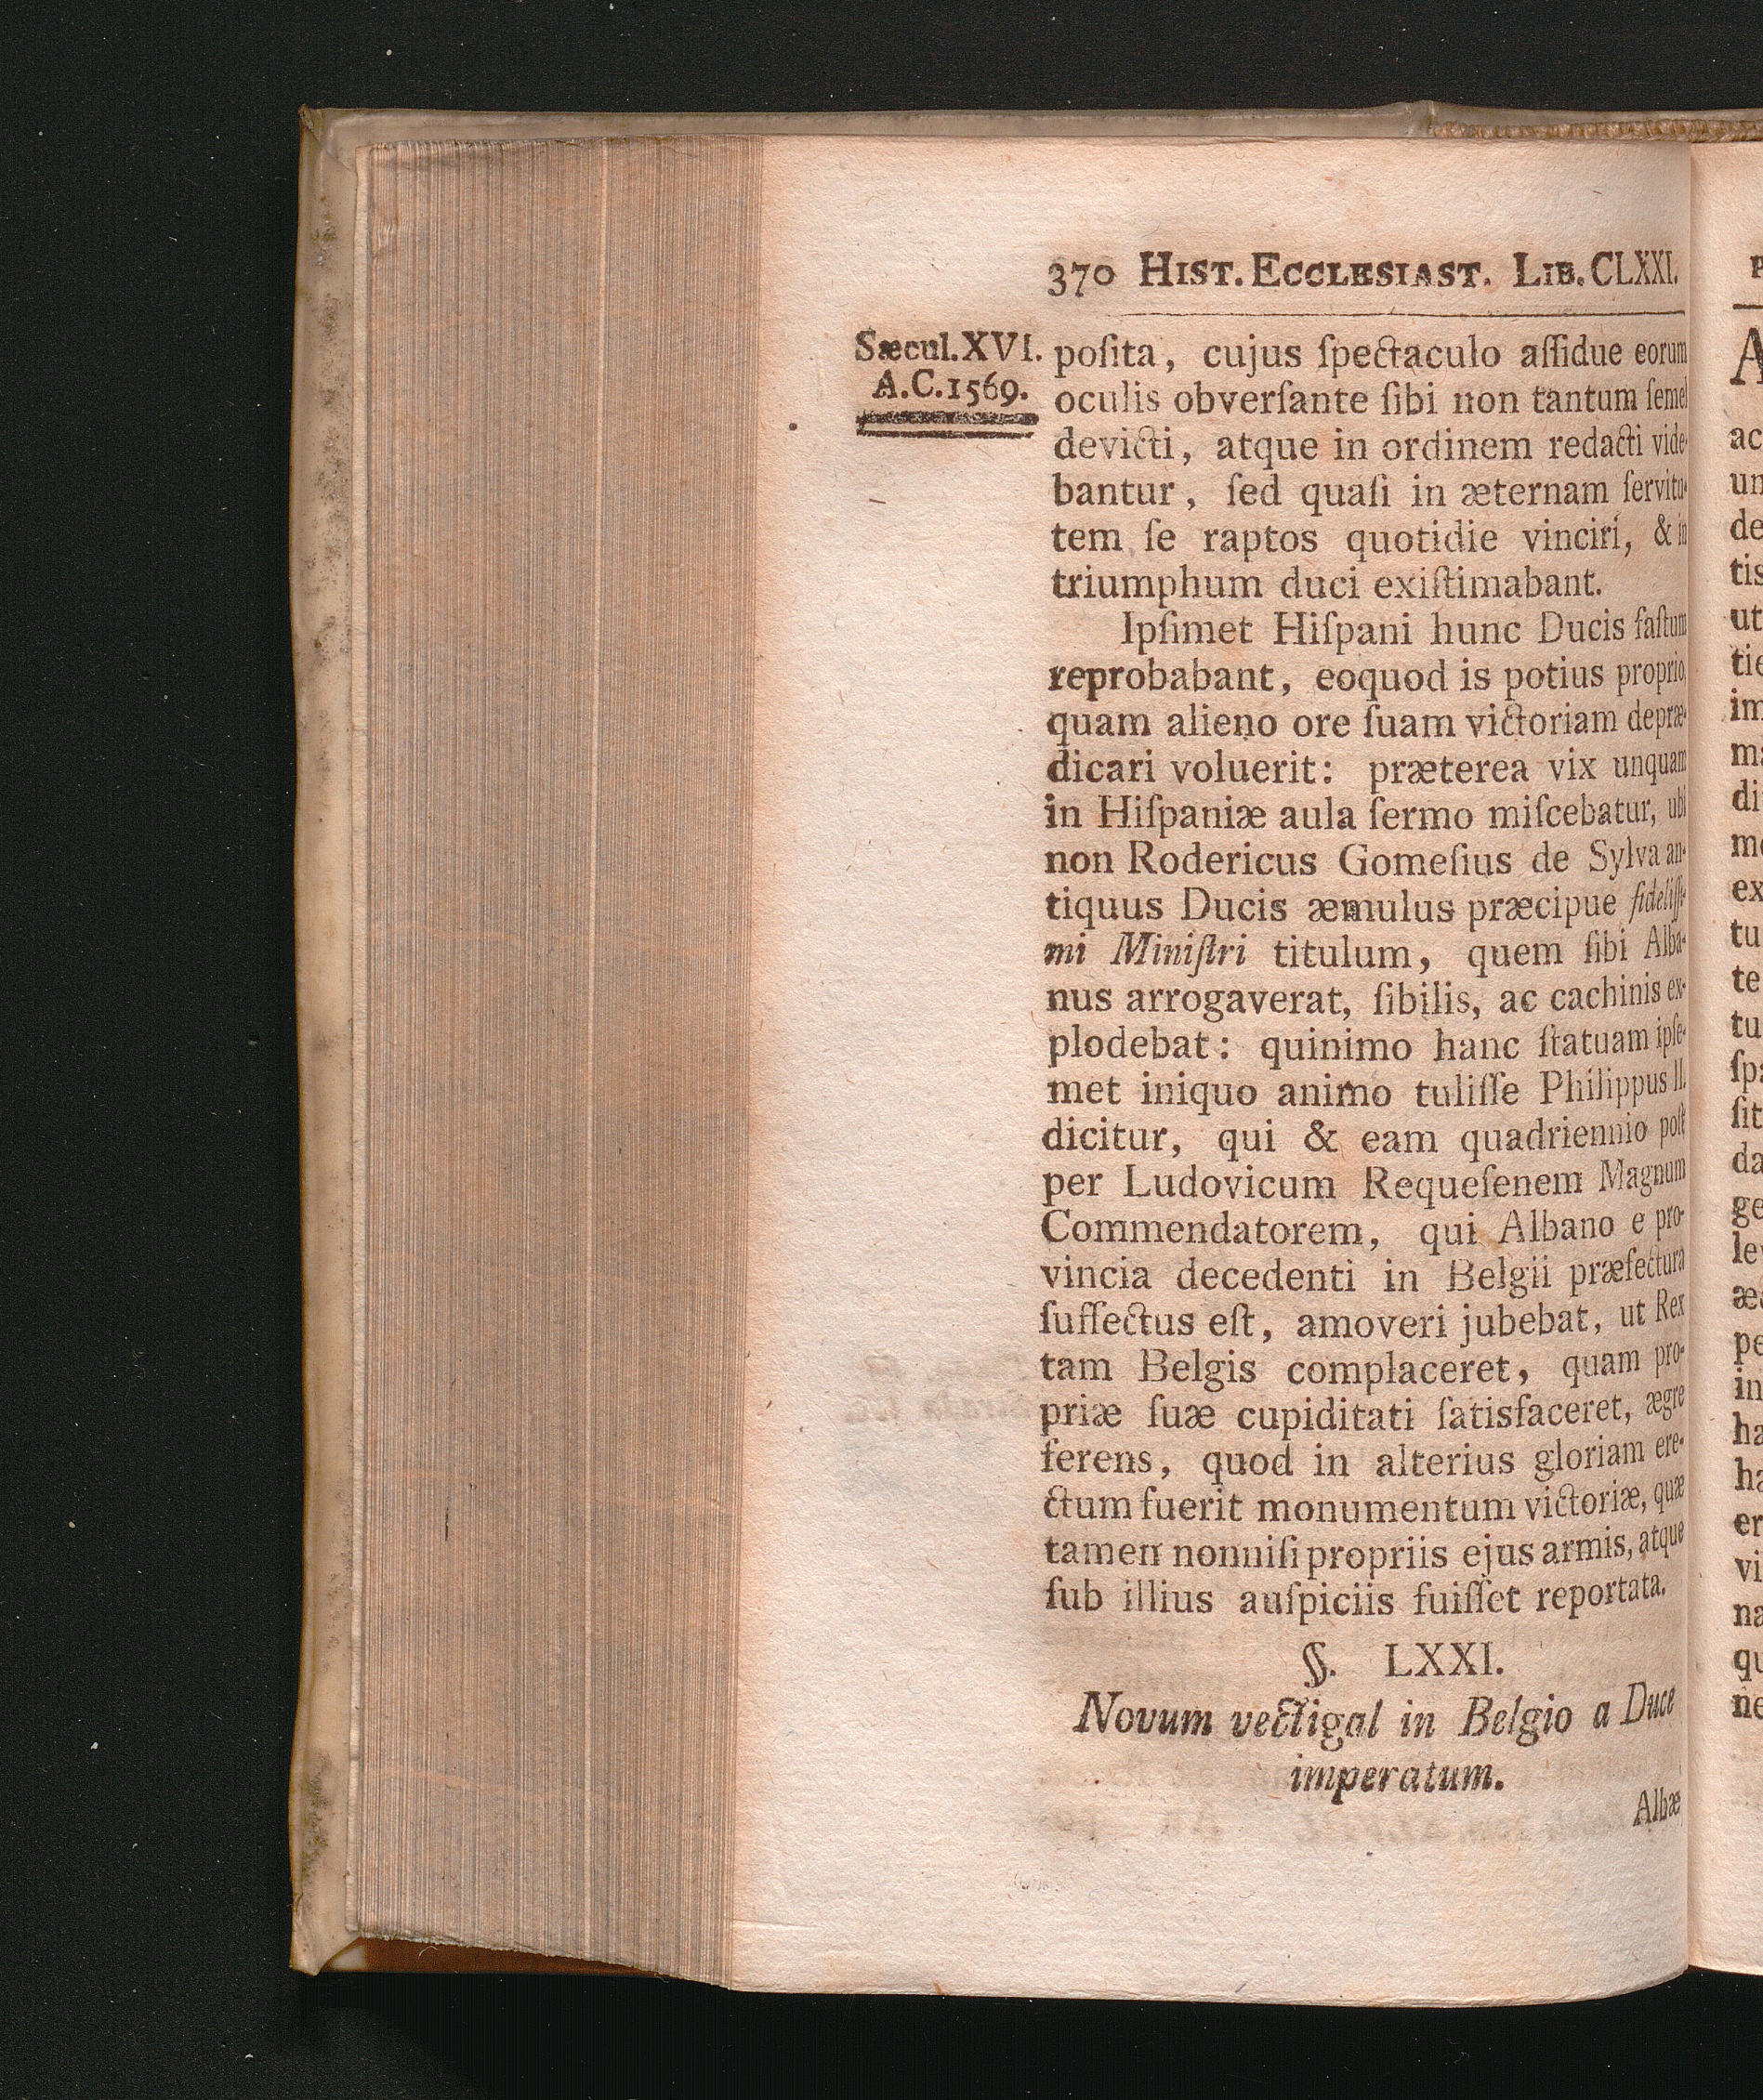 370 HIST. ECCLESIAST. LIB. CLXXI.
Sæcul. XVI.
A.C. 1569.
poſita, cujus ſpectaculo aſſidue eorum
oculis obverſante ſibi non tantum ſemel
devicti, atque in ordinem redacti vide-
bantur, ſed quaſi in æternam ſervitu-
tem ſe raptos quotidie vinciri, & in
triumphum duci exiſtimabant.
Ipſimet Hiſpani hunc Ducis faſtum
reprobabant, eoquod is potius proprio,
quam alieno ore ſuam victoriam depræ-
dicari voluerit: præterea vix unquam
in Hiſpaniæ aula ſermo miſcebatur, ubi
non Rodericus Gomeſius de Sylva an-
tiquus Ducis æmulus præcipue fideliſſi-
mi Miniſtri titulum, quem ſibi Alba-
nus arrogaverat, ſibilis, ac cachinis ex-
plodebat: quinimo hanc ſtatuam ipſe-
met iniquo animo tuliſſe Philippus II.
dicitur, qui & eam quadriennio poſt
per Ludovicum Requeſenem Magnum
Commendatorem, qui Albano e pro-
vincia decedenti in Belgii præfectura
ſuffectus eſt, amoveri jubebat, ut Rex
tam Belgis complaceret, quam pro-
priæ ſuæ cupiditati ſatisfaceret, ægre
ferens, quod in alterius gloriam ere-
ctum fuerit monumentum victoriæ, quæ
tamen nonniſi propriis ejus armis, atque
ſub illius auſpiciis fuiſſet reportata.
§. LXXI.
Novum vectigal in Belgio a Duce
imperatum.
Albæ